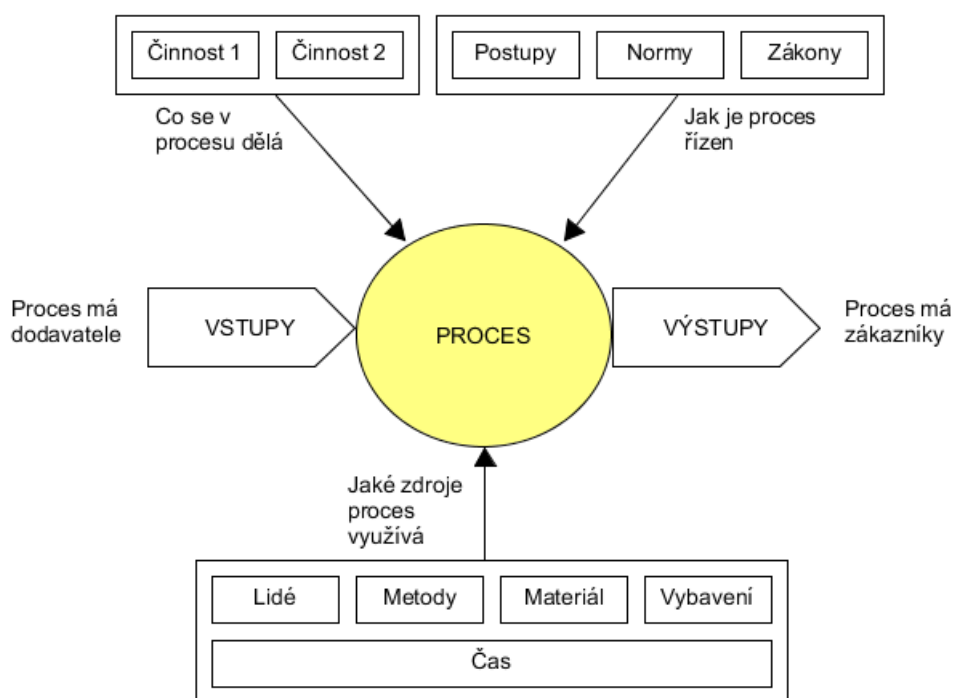 Činnost 1
Činnost 2
Postupy
Normy
Zákony
Co se v
procesu dělá
Jak je proces
řízen
Proces má
dodavatele
VSTUPY
PROCES
VÝSTUPY
Proces má
zákazníky
Jaké zdroje
proces
využívá
Lidé
Metody
Materiál
Vybavení
Čas